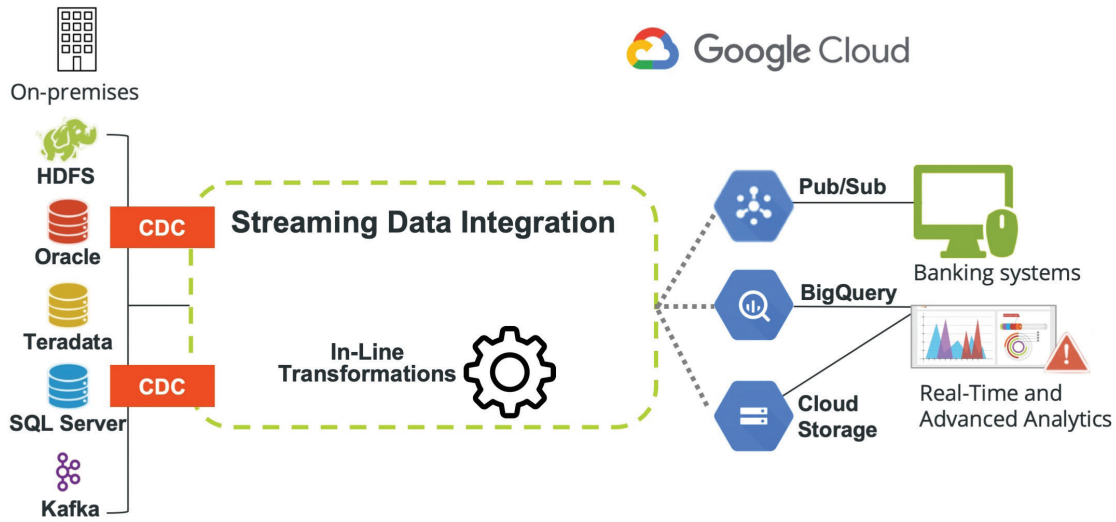 Google Cloud
On-premises
HDFS
CDC
Streaming Data Integration
Oracle
Teradata
In-Line
Transformations
CDC
SQL Server
Kafka
Pub/Sub
Banking systems
BigQuery
Real-Time and
Advanced Analytics
Cloud
Storage